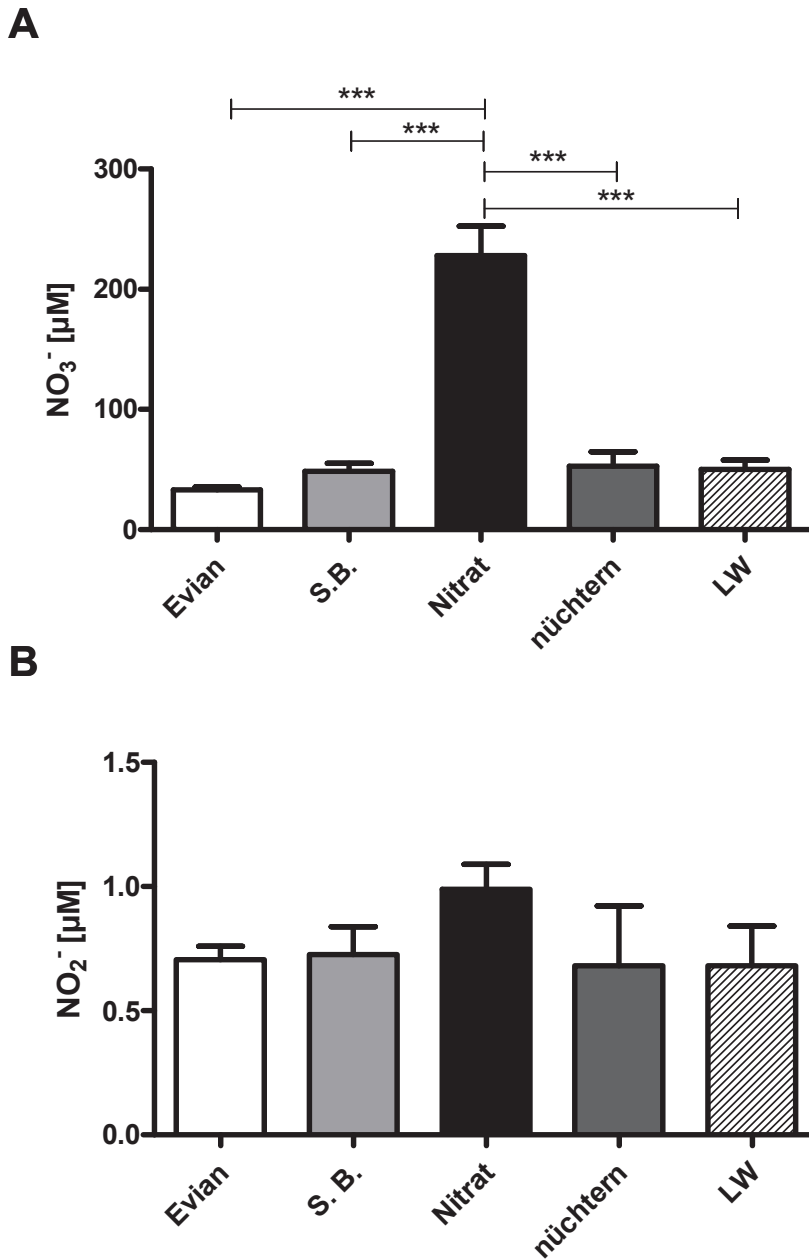 A
***
***
***
***
300
200
100
0
NO₃⁻ [µM]
Evian
S.B.
Nitrat
nüchtern
LW
B
1.5
1.0
0.5
0.0
NO₂⁻ [µM]
Evian
S. B.
Nitrat
nüchtern
LW